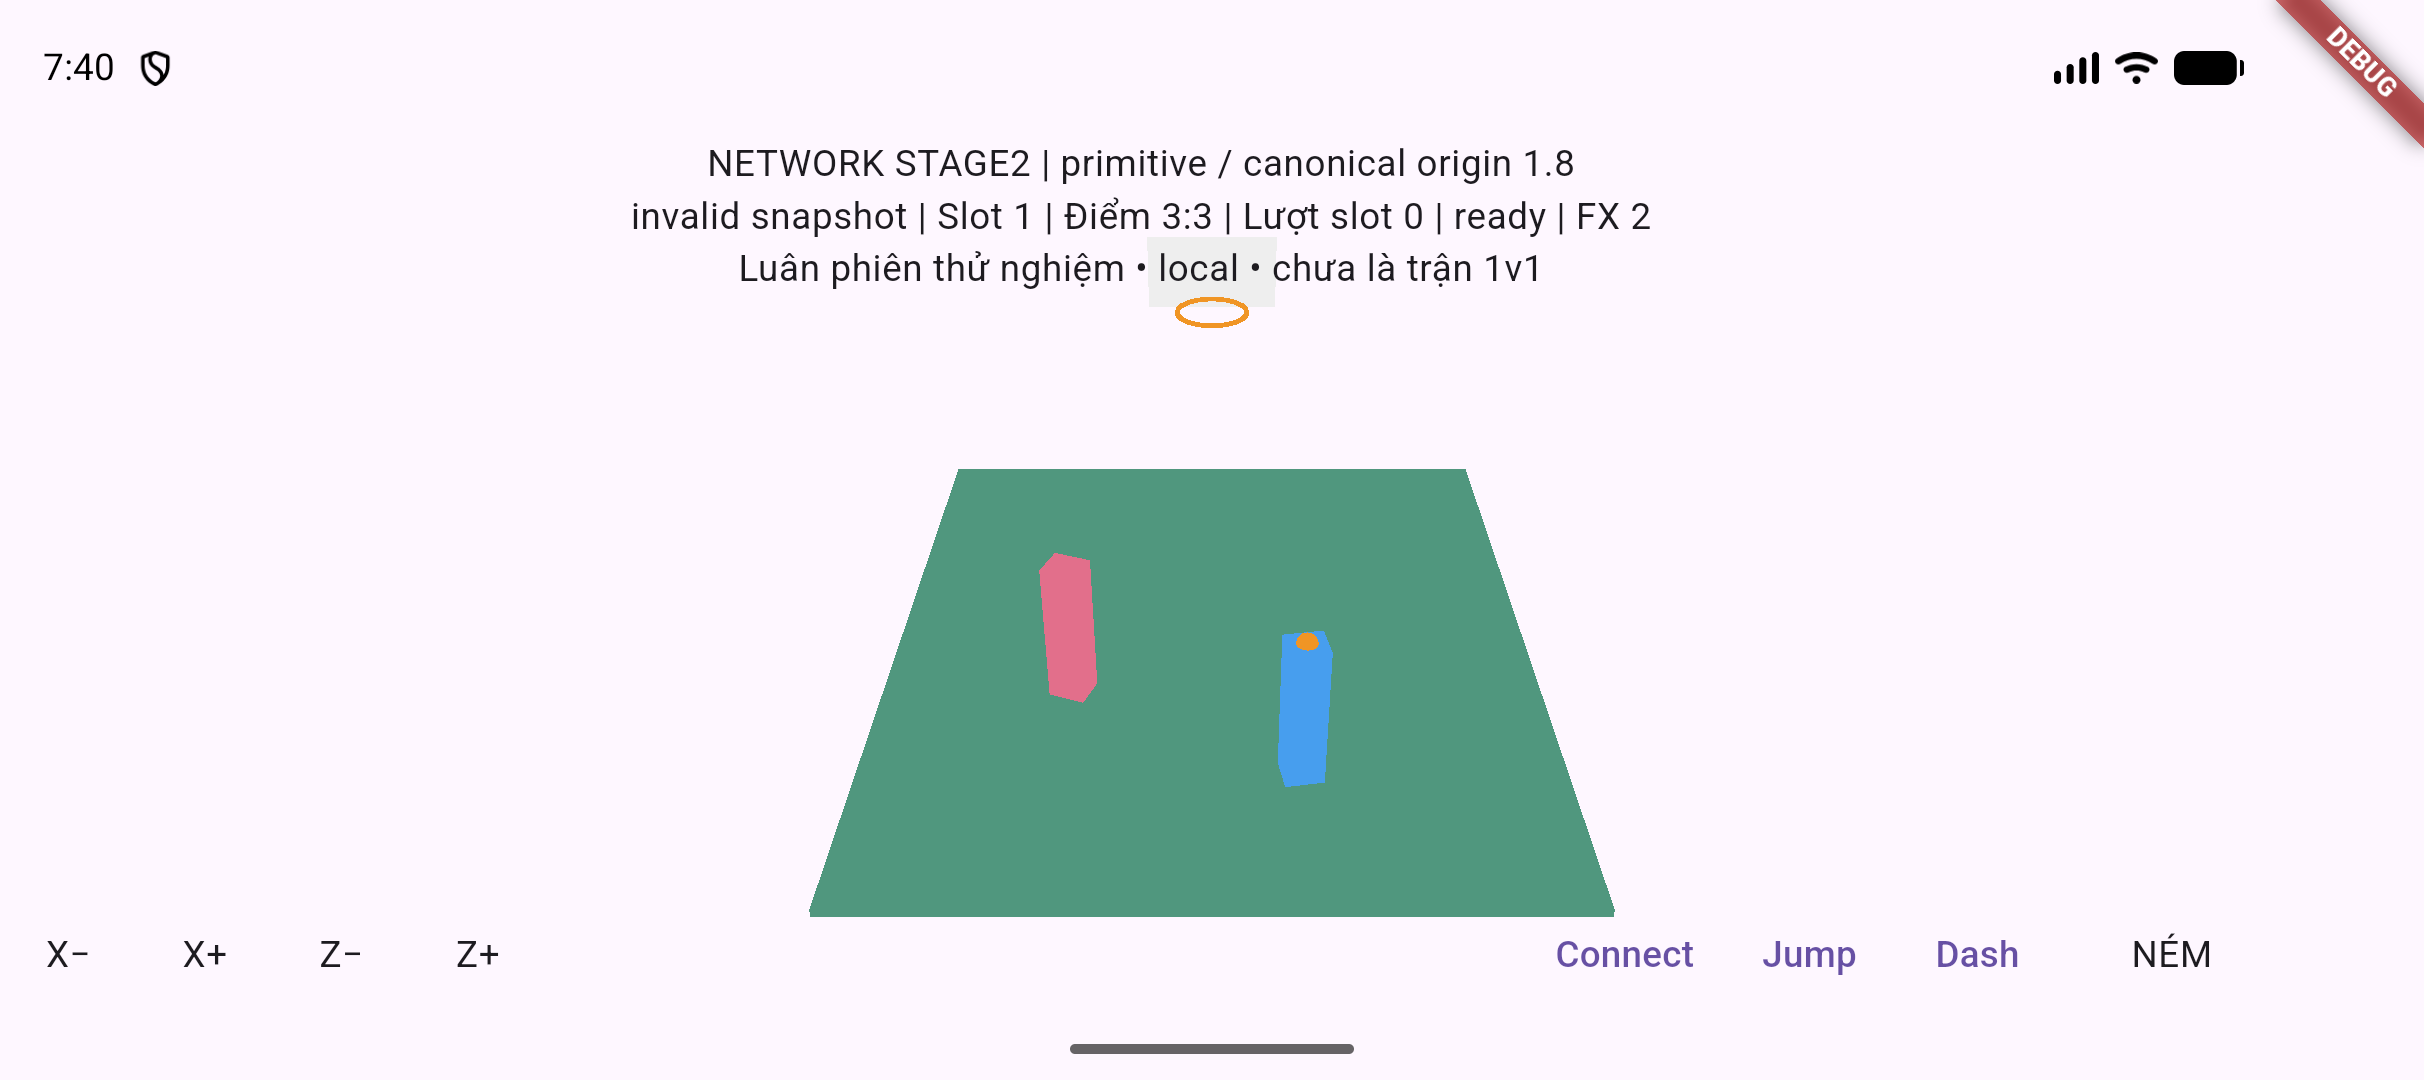 7:40
DEBUG
NETWORK STAGE2 | primitive / canonical origin 1.8
invalid snapshot | Slot 1 | Điểm 3:3 | Lượt slot 0 | ready | FX 2
Luân phiên thử nghiệm • local • chưa là trận 1v1
X− X+ Z− Z+ Connect Jump Dash NÉM